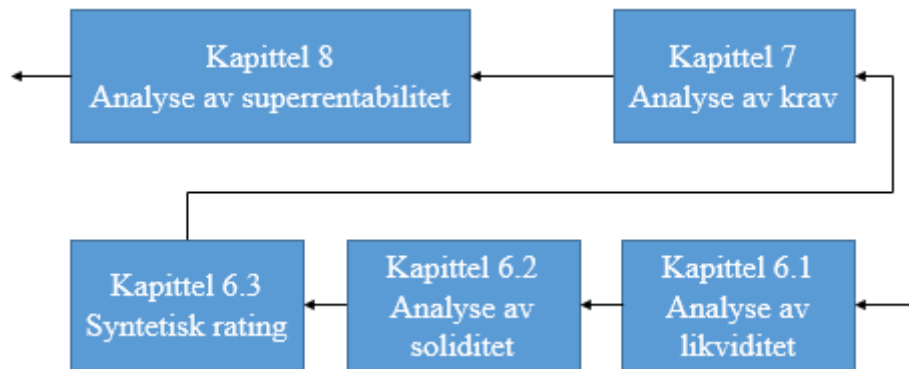 Kapittel 8
Analyse av superrentabilitet
Kapittel 7
Analyse av krav
Kapittel 6.3
Syntetisk rating
Kapittel 6.2
Analyse av
soliditet
Kapittel 6.1
Analyse av
likviditet